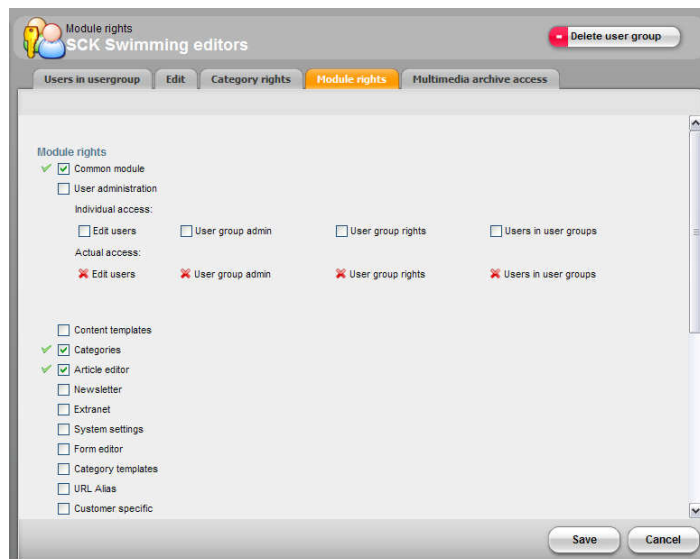 Module rights
SCK Swimming editors
Delete user group
Users in usergroup Edit Category rights Module rights Multimedia archive access
Module rights
Common module
User administration
Individual access:
Edit users User group admin User group rights Users in user groups
Actual access:
Edit users User group admin User group rights Users in user groups
Content templates
Categories
Article editor
Newsletter
Extranet
System settings
Form editor
Category templates
URL Alias
Customer specific
Save Cancel